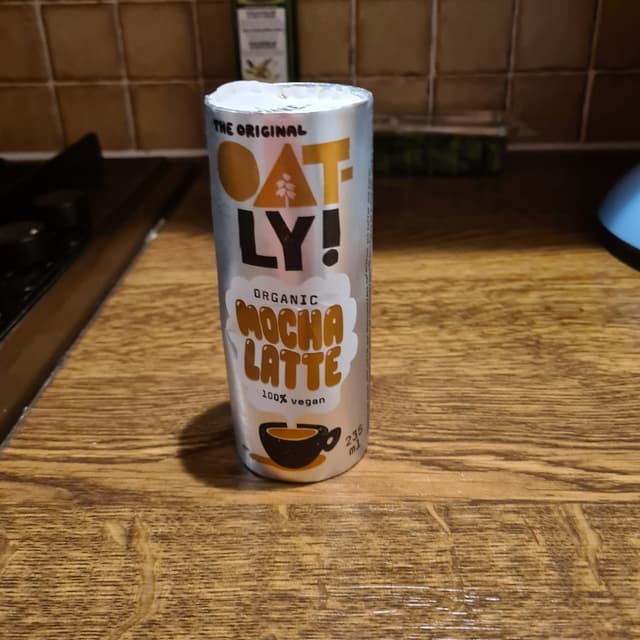 THE ORIGINAL
OAT-
LY!
ORGANIC
MOCHA
LATTE
100% vegan
235
ml